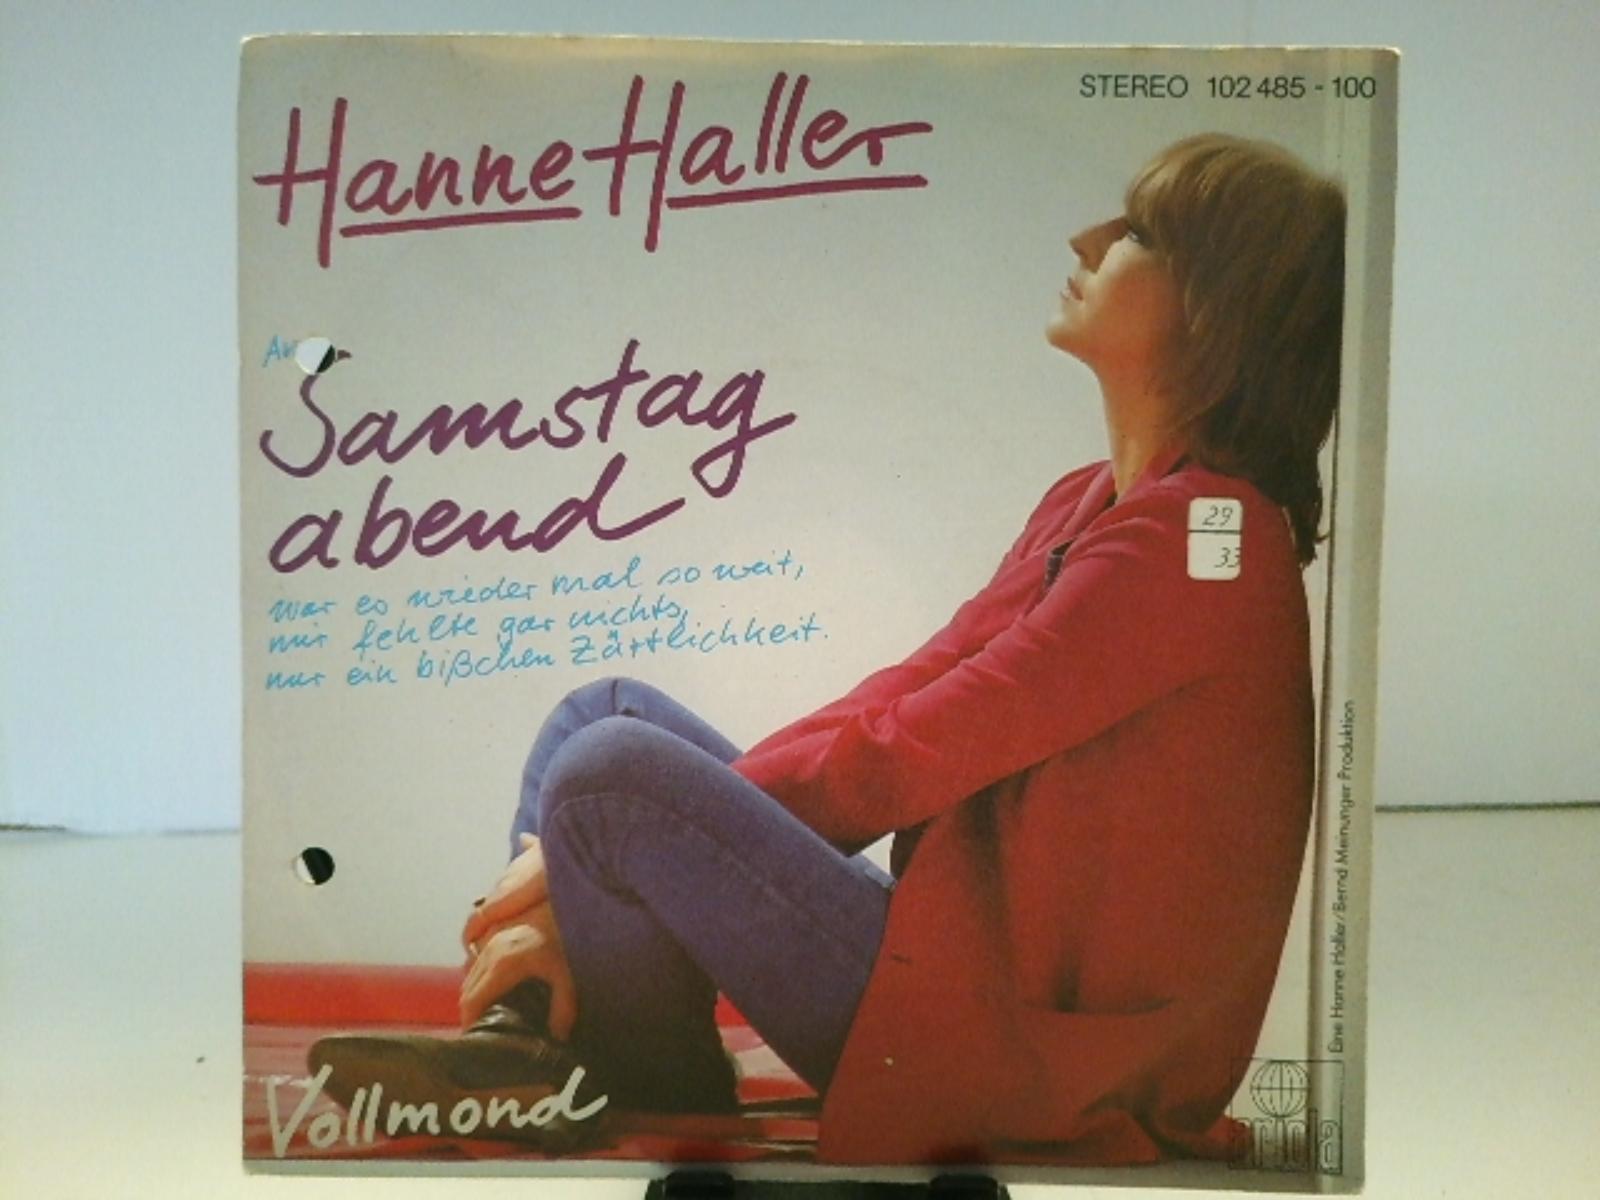 STEREO 102 485 - 100
Hanne Haller
Samstag
abend
war es wieder mal so weit,
mir fehlte gar nichts,
nur ein bißchen Zärtlichkeit.
29
33
Vollmond
Eine Hanne Haller/Bernd Meinunger Produktion
ariola